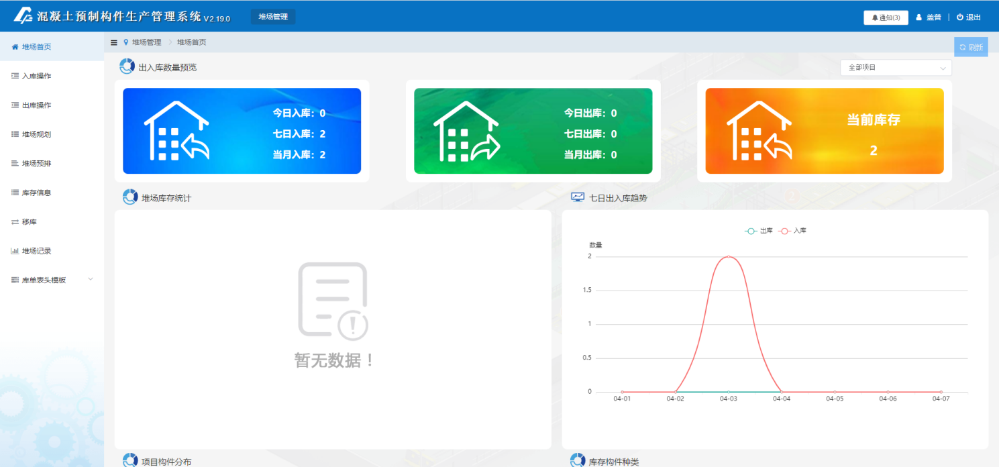 混凝土预制构件生产管理系统 V2.19.0
堆场管理
通知(3)
盖普
退出
堆场首页
入库操作
出库操作
堆场规划
堆场预排
库存信息
移库
堆场记录
库单表头模板
堆场管理 > 堆场首页
刷新
出入库数量预览
全部项目
今日入库：0
七日入库：2
当月入库：2
今日出库：0
七日出库：0
当月出库：0
当前库存
2
堆场库存统计
暂无数据！
七日出入库趋势
出库 入库
数量
2
1.5
1
0.5
0
04-01 04-02 04-03 04-04 04-05 04-06 04-07
项目构件分布
库存构件种类